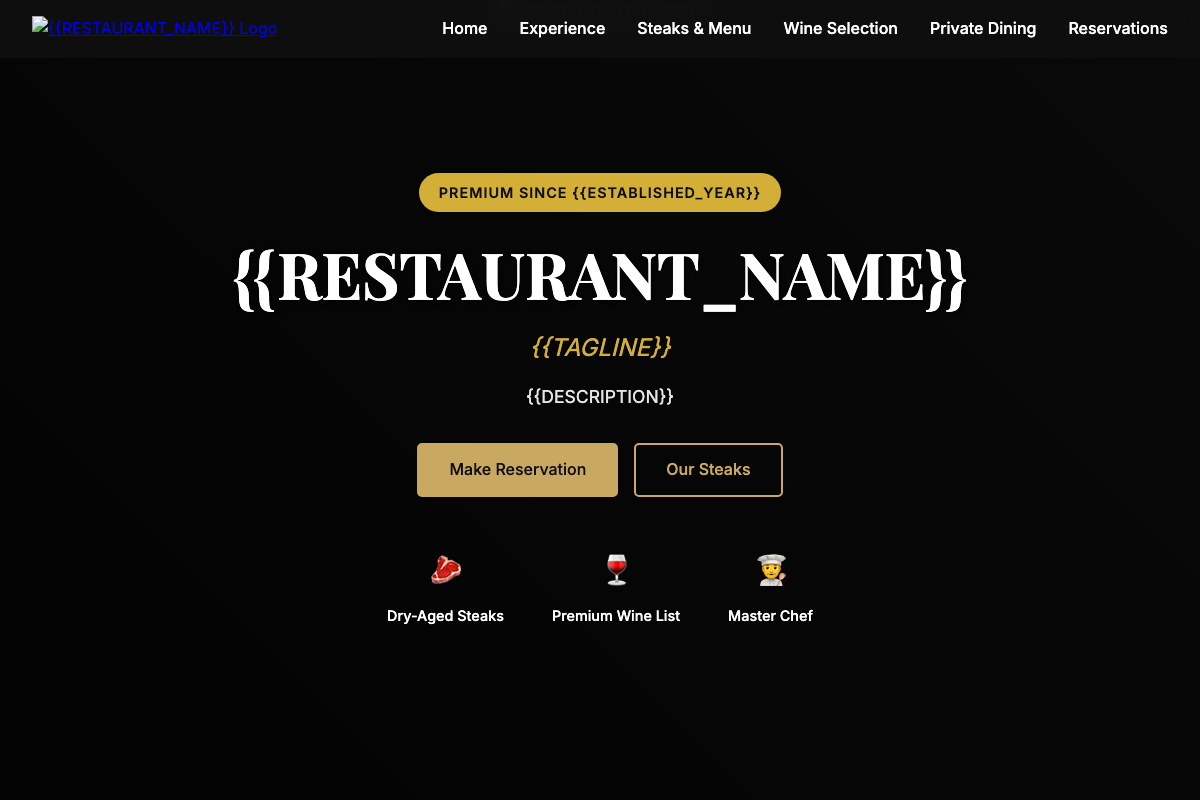 {{RESTAURANT_NAME}} Logo
Home Experience Steaks & Menu Wine Selection Private Dining Reservations
PREMIUM SINCE {{ESTABLISHED_YEAR}}
{{RESTAURANT_NAME}}
{{TAGLINE}}
{{DESCRIPTION}}
Make Reservation Our Steaks
Dry-Aged Steaks Premium Wine List Master Chef